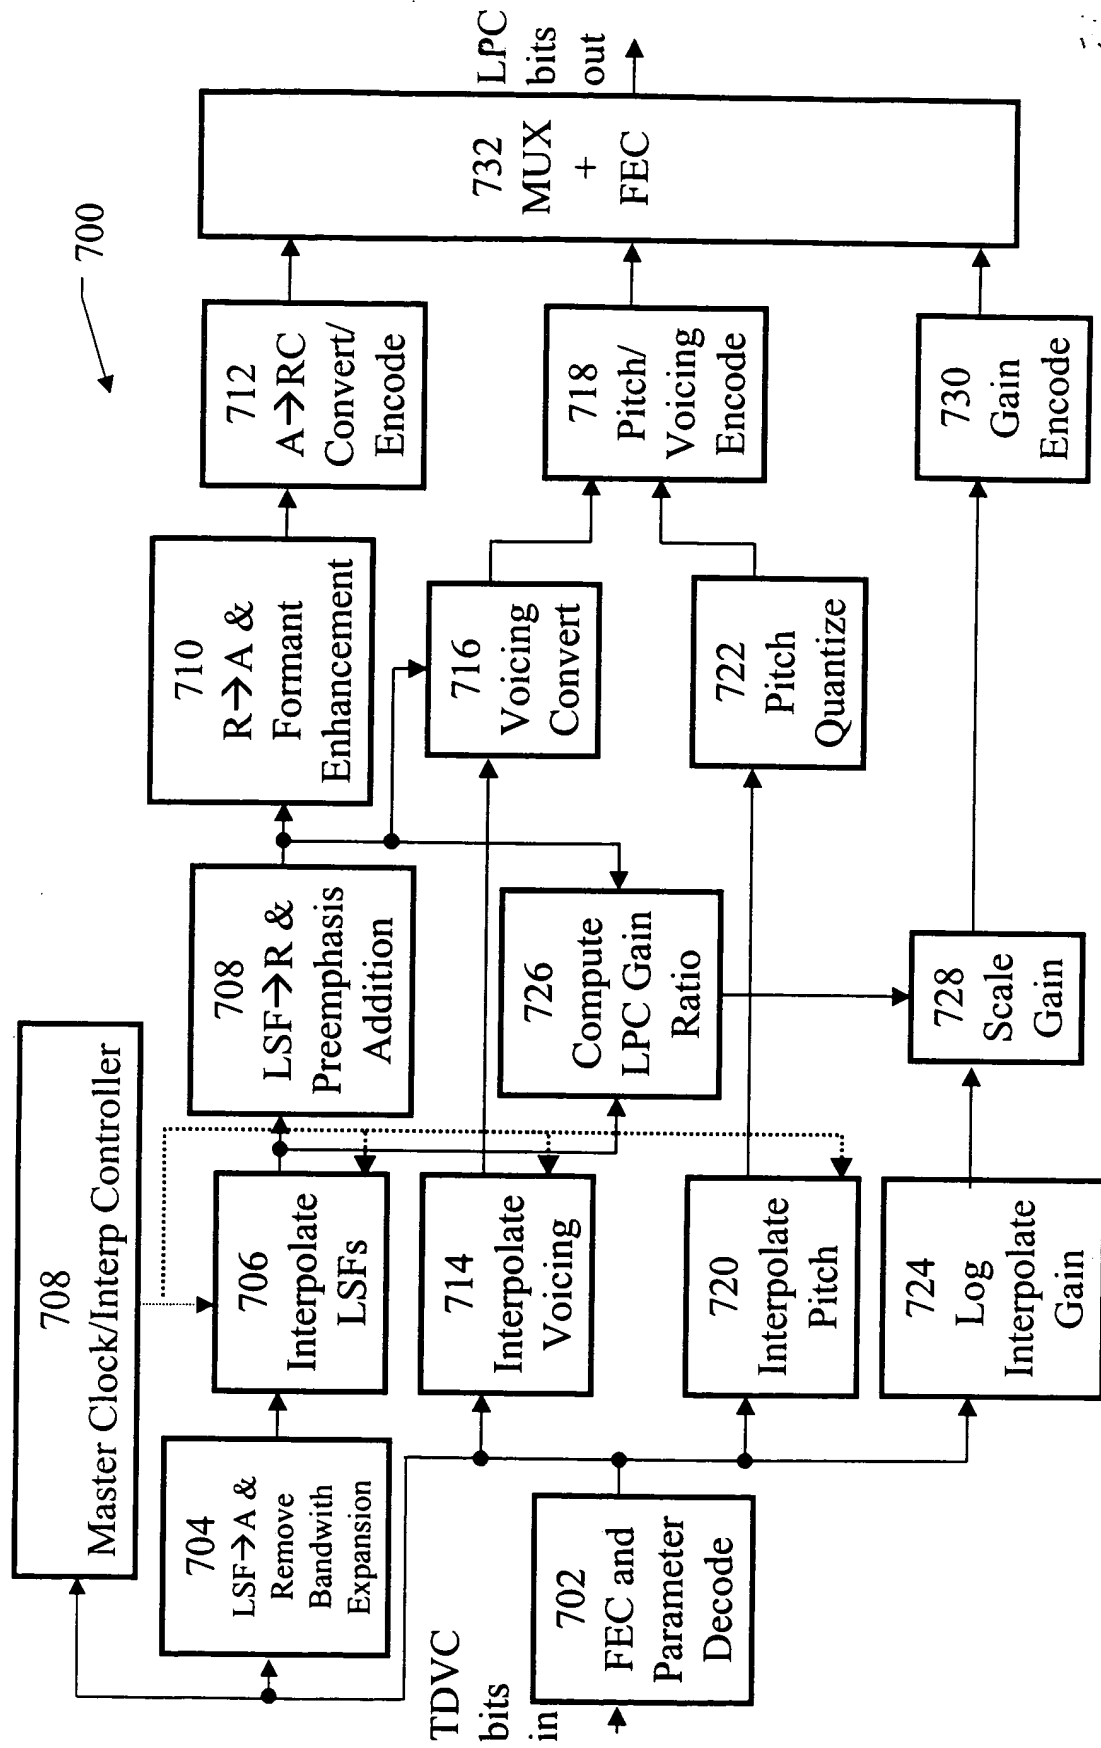 700
708
Master Clock/Interp Controller
704
LSF→A &
Remove
Bandwith
Expansion
706
Interpolate
LSFs
708
LSF→R &
Preemphasis
Addition
710
R→A &
Formant
Enhancement
712
A→RC
Convert/
Encode
714
Interpolate
Voicing
716
Voicing
Convert
718
Pitch/
Voicing
Encode
TDVC
bits
in
702
FEC and
Parameter
Decode
726
Compute
LPC Gain
Ratio
720
Interpolate
Pitch
722
Pitch
Quantize
724
Log
Interpolate
Gain
728
Scale
Gain
730
Gain
Encode
732
MUX
+
FEC
LPC
bits
out